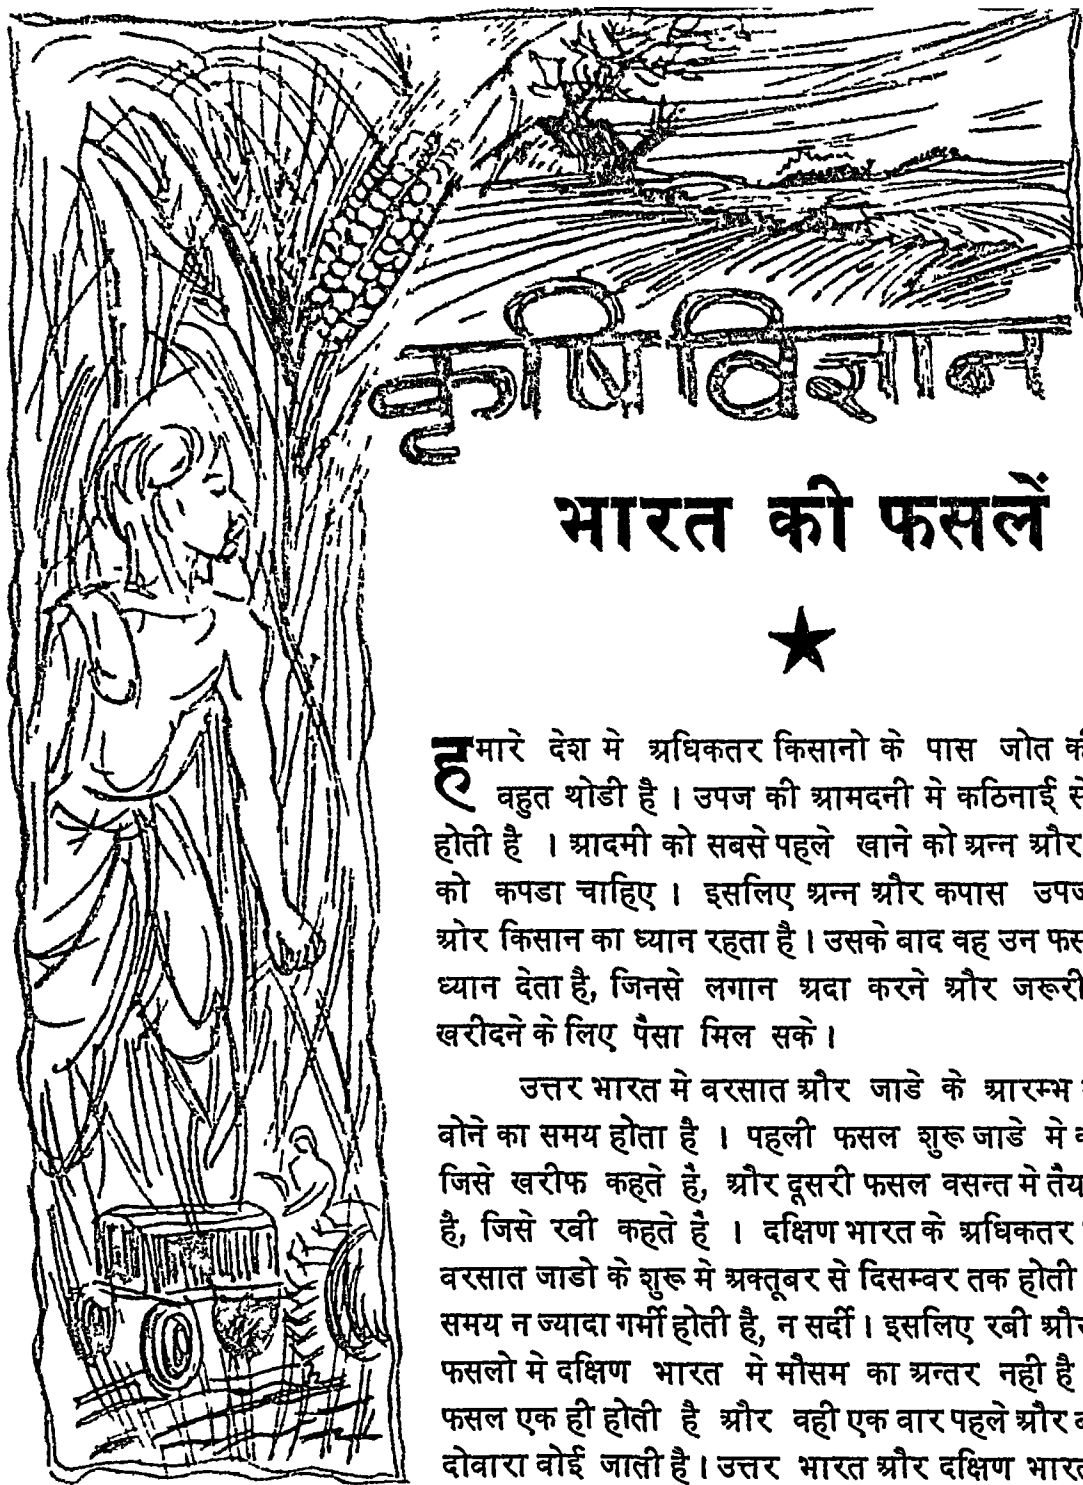 कृषि विज्ञान
भारत की फसलें
हमारे देश मे अधिकतर किसानो के पास जोत की
वहुत थोडी है । उपज की आमदनी मे कठिनाई से
होती है । आदमी को सबसे पहले खाने को अन्न और
को कपडा चाहिए । इसलिए अन्न और कपास
ओर किसान का ध्यान रहता है । उसके बाद वह उन
ध्यान देता है, जिनसे लगान अदा करने और जरूरी
खरीदने के लिए पैसा मिल सके ।
उत्तर भारत मे वरसात और जाडे के आरम्भ
वोने का समय होता है । पहली फसल शुरू जाडे मे
जिसे खरीफ कहते हैं, और दूसरी फसल वसन्त मे
है, जिसे रवी कहते हैं । दक्षिण भारत के अधिकतर
वरसात जाडो के शुरू मे अक्तूबर से दिसम्वर तक होती
समय न ज्यादा गर्मी होती है, न सर्दी । इसलिए रबी और
फसलो मे दक्षिण भारत मे मौसम का अन्तर नही है
फसल एक ही होती है और वही एक वार पहले और
दोवारा वोई जाती है । उत्तर भारत और दक्षिण भारत